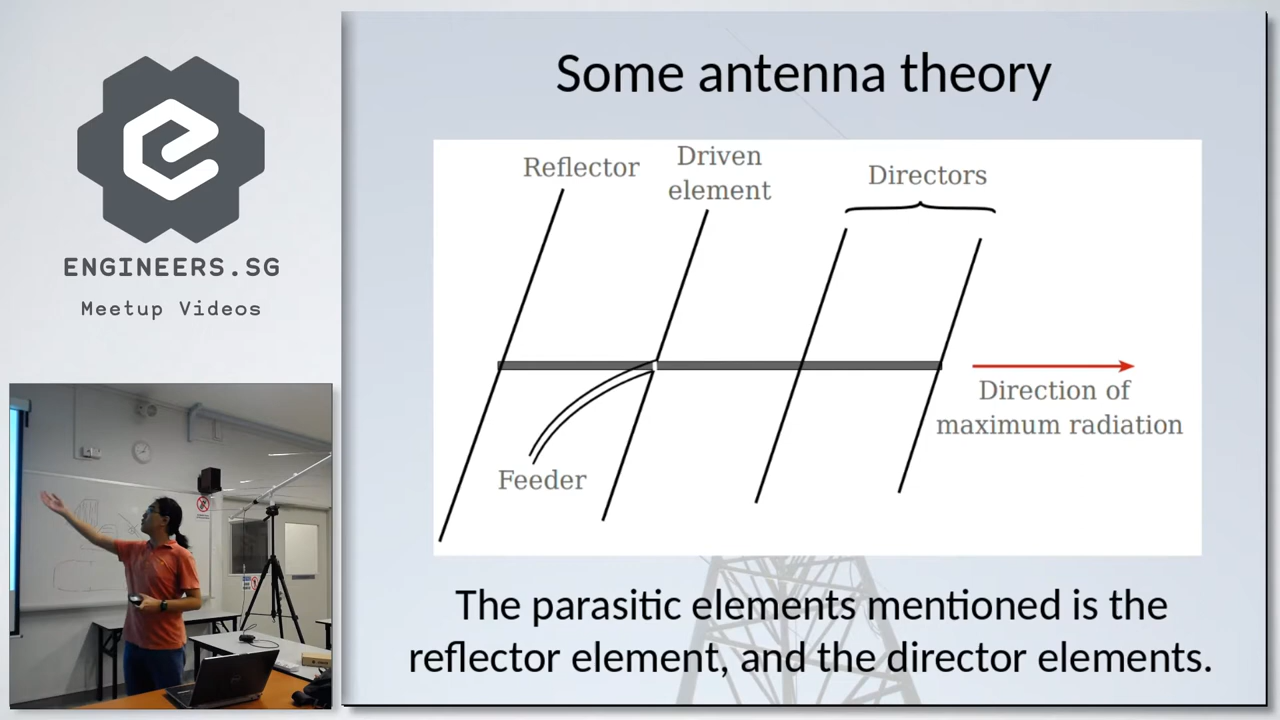 ENGINEERS.SG
Meetup Videos
Some antenna theory
Reflector
Driven
element
Directors
Feeder
Direction of
maximum radiation
The parasitic elements mentioned is the
reflector element, and the director elements.